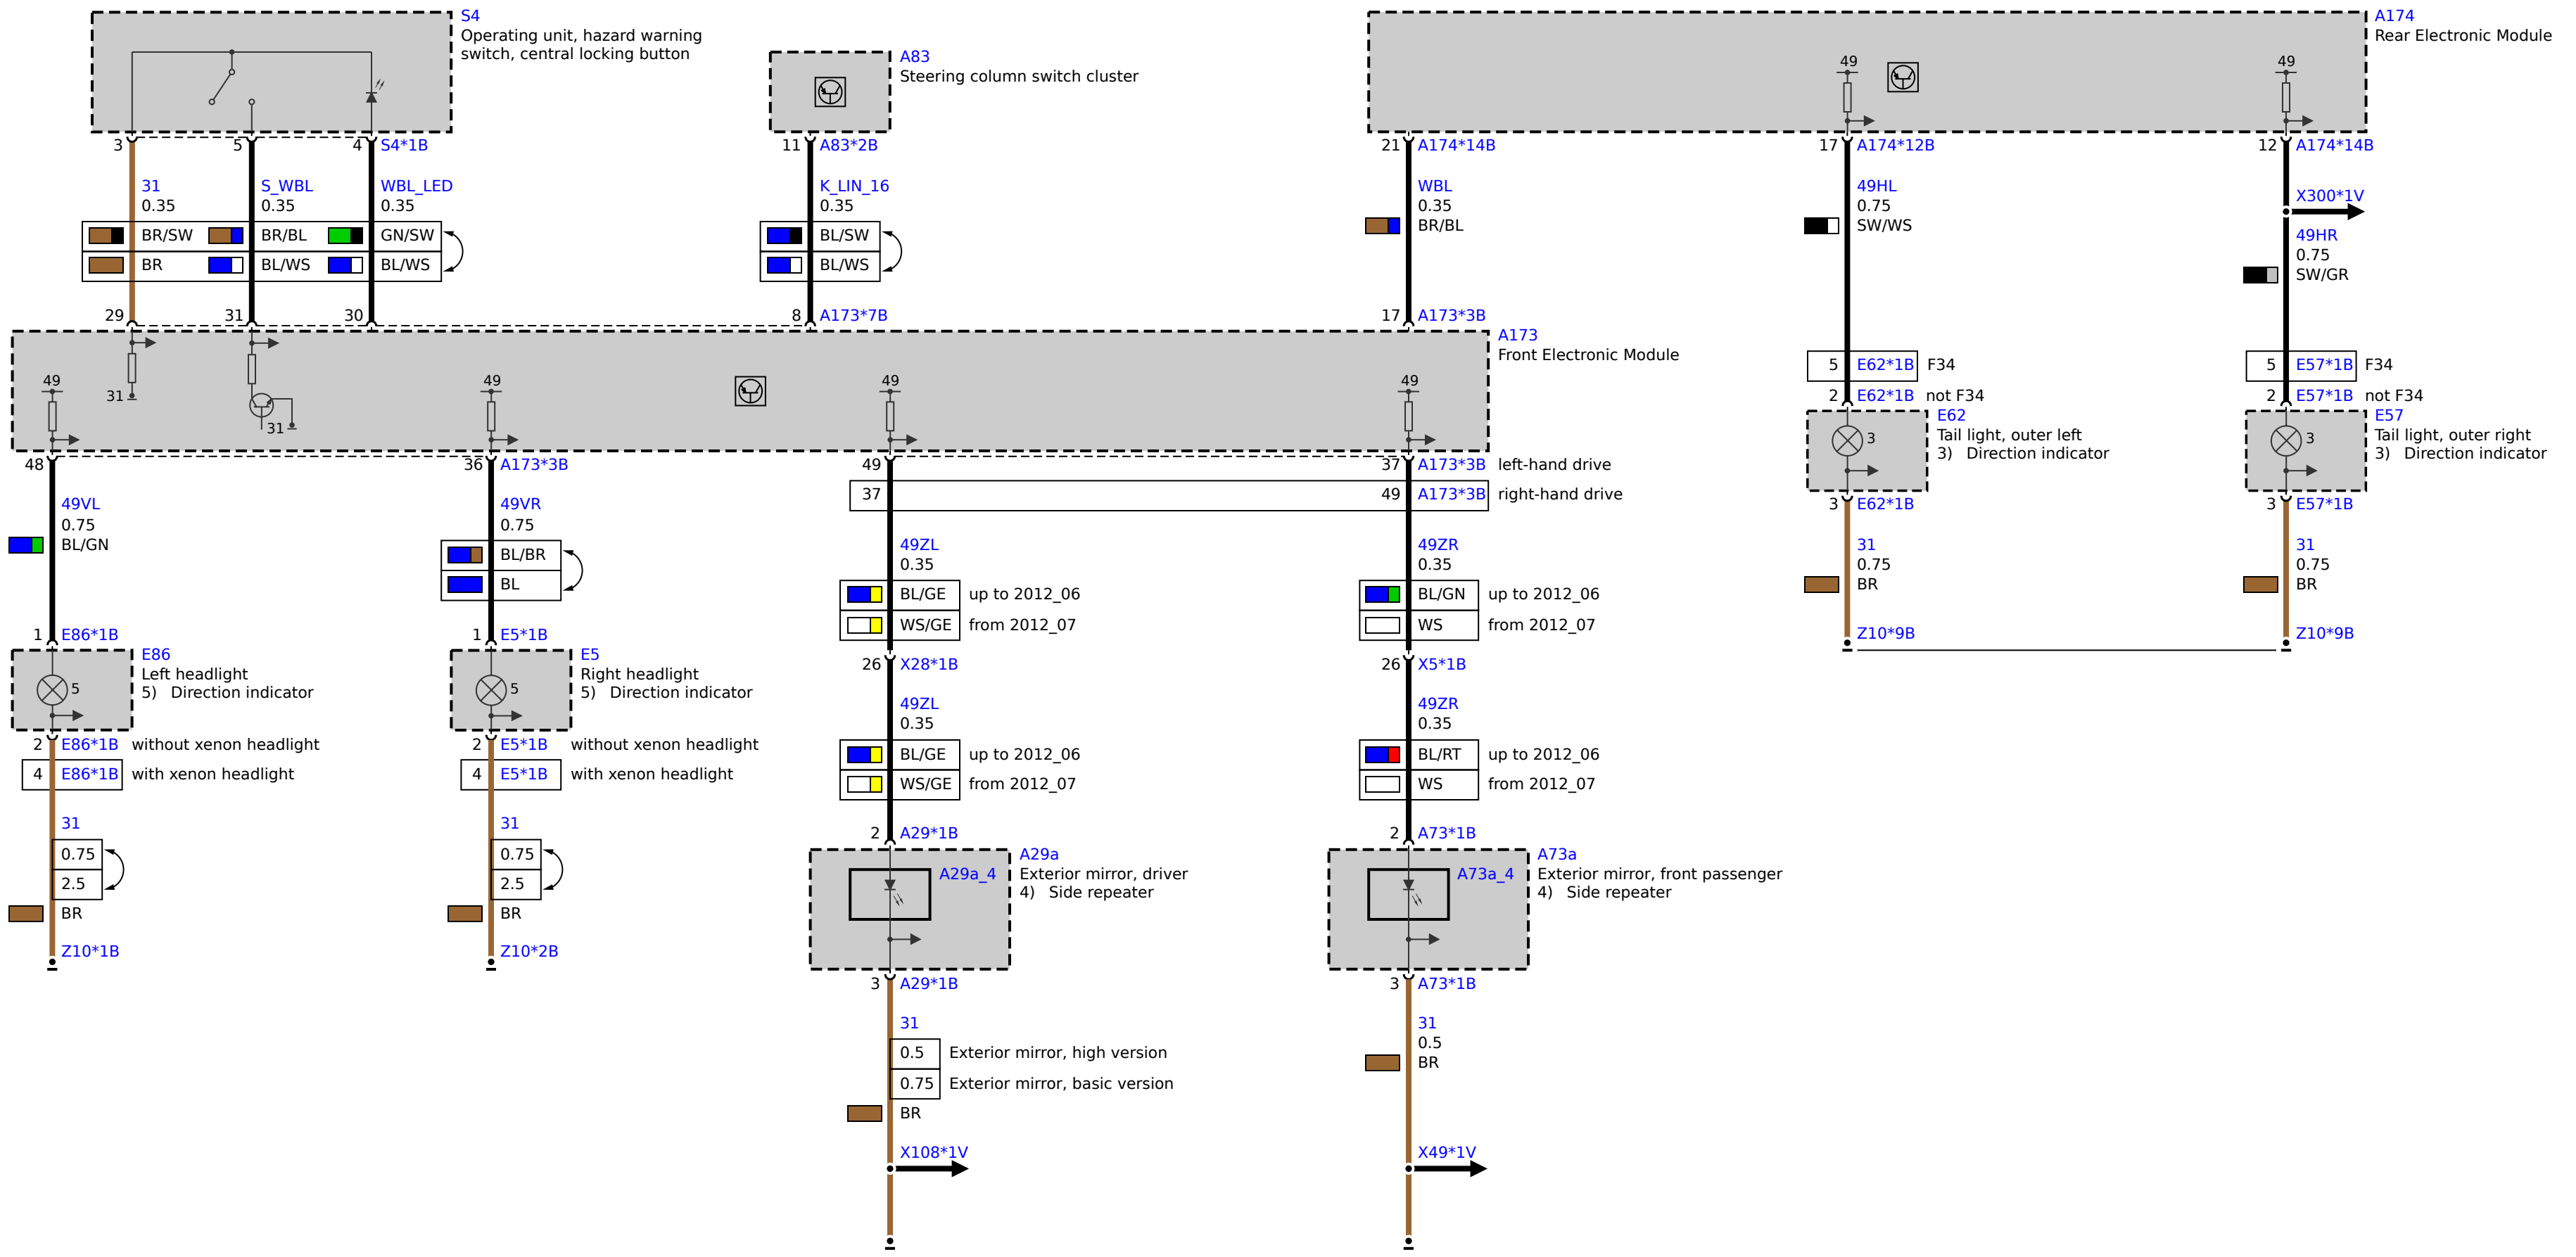 S4
Operating unit, hazard warning
switch, central locking button
A83
Steering column switch cluster
A174
Rear Electronic Module
49
49
3
5
4 S4*1B
11 A83*2B
21 A174*14B
17 A174*12B
12 A174*14B
31
0.35
BR/SW
BR
S_WBL
0.35
BR/BL
BL/WS
WBL_LED
0.35
GN/SW
BL/WS
K_LIN_16
0.35
BL/SW
BL/WS
WBL
0.35
BR/BL
49HL
0.75
SW/WS
X300*1V
49HR
0.75
SW/GR
29
31
30
8 A173*7B
17 A173*3B
A173
Front Electronic Module
49
31
31
49
49
49
5 E62*1B F34
2 E62*1B not F34
E62
Tail light, outer left
3) Direction indicator
3
3 E62*1B
31
0.75
BR
Z10*9B
5 E57*1B F34
2 E57*1B not F34
E57
Tail light, outer right
3) Direction indicator
3
3 E57*1B
31
0.75
BR
Z10*9B
48
36 A173*3B
49
37 A173*3B left-hand drive
37
49 A173*3B right-hand drive
49VL
0.75
BL/GN
1 E86*1B
E86
Left headlight
5) Direction indicator
5
2 E86*1B without xenon headlight
4 E86*1B with xenon headlight
31
0.75
2.5
BR
Z10*1B
49VR
0.75
BL/BR
BL
1 E5*1B
E5
Right headlight
5) Direction indicator
5
2 E5*1B without xenon headlight
4 E5*1B with xenon headlight
31
0.75
2.5
BR
Z10*2B
49ZL
0.35
BL/GE up to 2012_06
WS/GE from 2012_07
26 X28*1B
49ZL
0.35
BL/GE up to 2012_06
WS/GE from 2012_07
2 A29*1B
A29a
A29a_4
Exterior mirror, driver
4) Side repeater
3 A29*1B
31
0.5 Exterior mirror, high version
0.75 Exterior mirror, basic version
BR
X108*1V
49ZR
0.35
BL/GN up to 2012_06
WS from 2012_07
26 X5*1B
49ZR
0.35
BL/RT up to 2012_06
WS from 2012_07
2 A73*1B
A73a
A73a_4
Exterior mirror, front passenger
4) Side repeater
3 A73*1B
31
0.5
BR
X49*1V